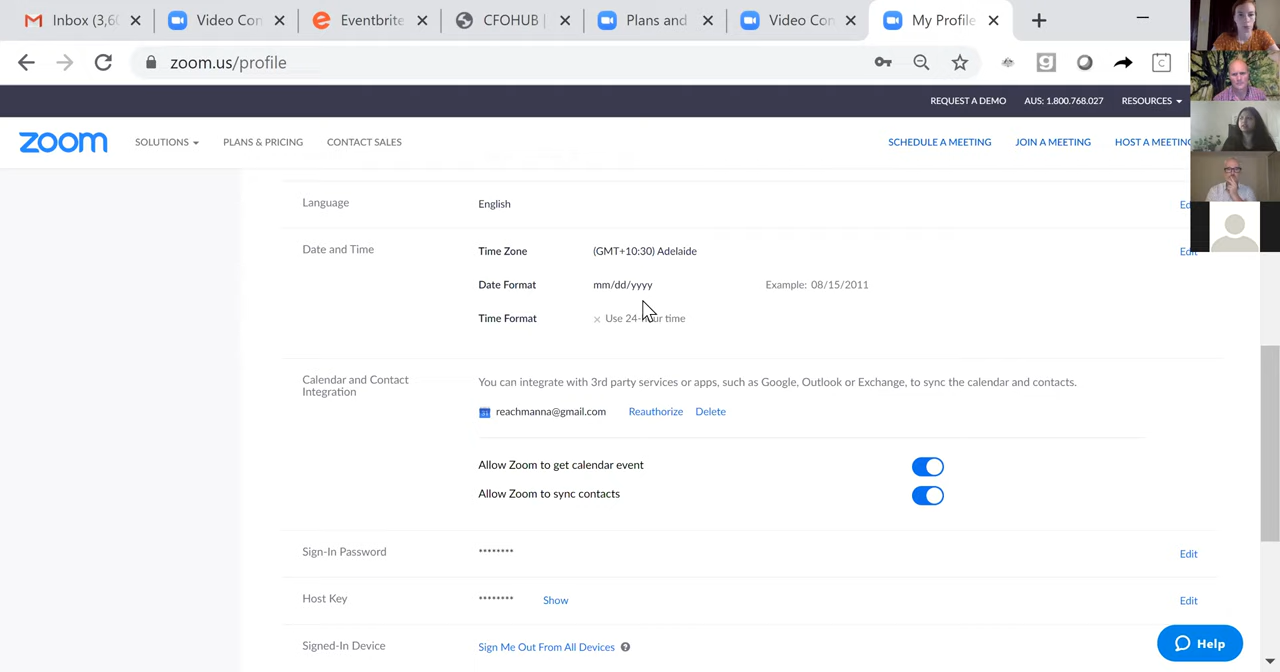 Inbox (3,60
Video Con
Eventbrite
CFOHUB |
Plans and
Video Con
My Profile
zoom.us/profile
REQUEST A DEMO
AUS: 1.800.768.027
RESOURCES
zoom
SOLUTIONS
PLANS & PRICING
CONTACT SALES
SCHEDULE A MEETING
JOIN A MEETING
HOST A MEETING
Language
English
Ed
Date and Time
Time Zone
(GMT+10:30) Adelaide
Edit
Date Format
mm/dd/yyyy
Example: 08/15/2011
Time Format
Use 24-hour time
Calendar and Contact
Integration
You can integrate with 3rd party services or apps, such as Google, Outlook or Exchange, to sync the calendar and contacts.
reachmanna@gmail.com
Reauthorize
Delete
Allow Zoom to get calendar event
Allow Zoom to sync contacts
Sign-In Password
********
Edit
Host Key
********
Show
Edit
Signed-In Device
Sign Me Out From All Devices
Help